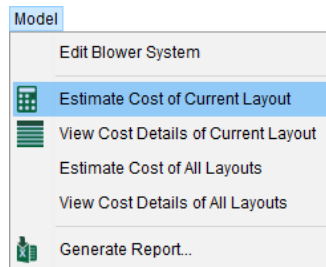 Model
Edit Blower System
Estimate Cost of Current Layout
View Cost Details of Current Layout
Estimate Cost of All Layouts
View Cost Details of All Layouts
Generate Report...